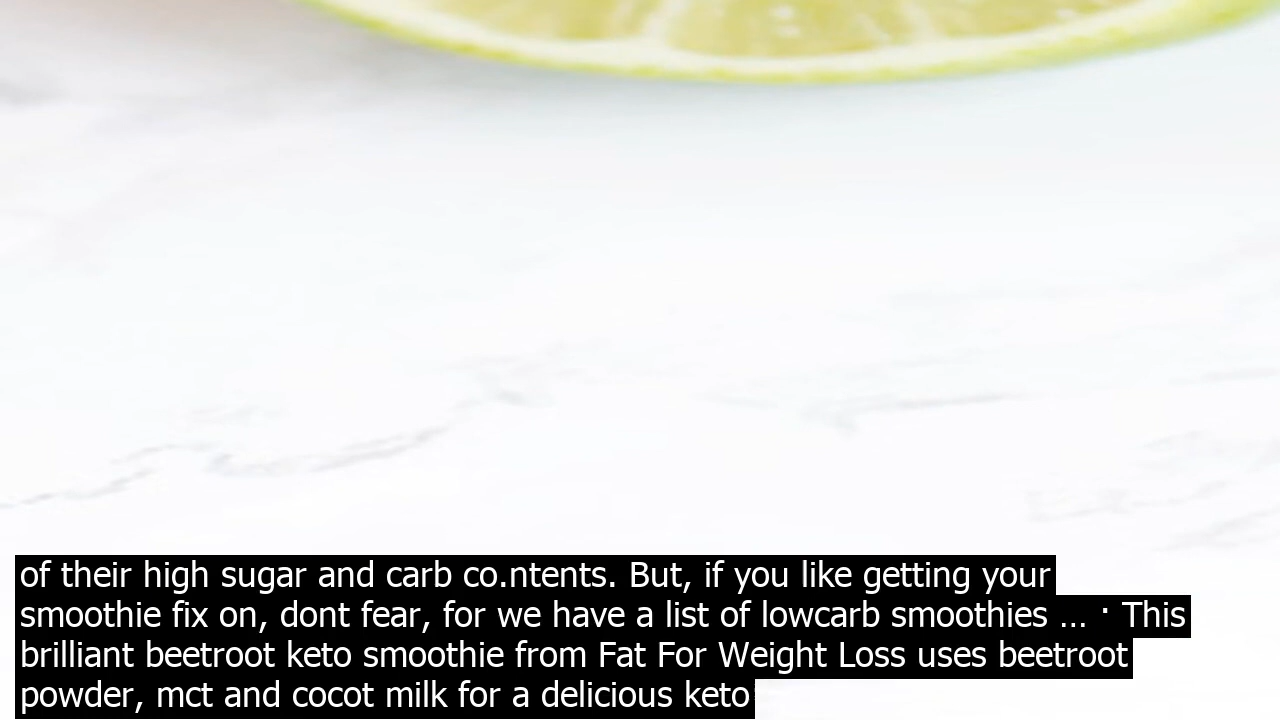 of their high sugar and carb co.ntents. But, if you like getting your
smoothie fix on, dont fear, for we have a list of lowcarb smoothies ... · This
brilliant beetroot keto smoothie from Fat For Weight Loss uses beetroot
powder, mct and cocot milk for a delicious keto